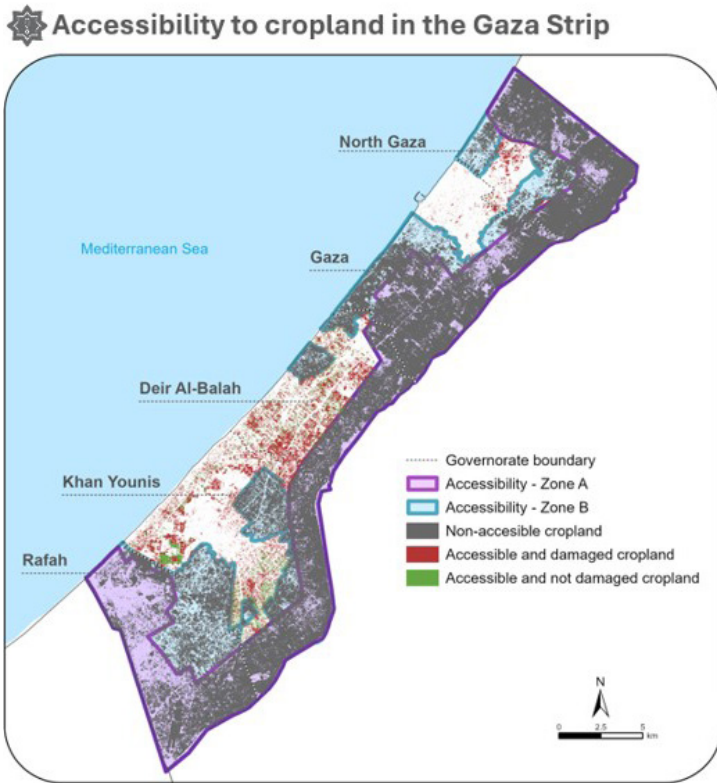 Accessibility to cropland in the Gaza Strip
North Gaza
Mediterranean Sea
Gaza
Deir Al-Balah
Khan Younis
Rafah
Governorate boundary
Accessibility - Zone A
Accessibility - Zone B
Non-accesible cropland
Accessible and damaged cropland
Accessible and not damaged cropland
N
0 2.5 5
km